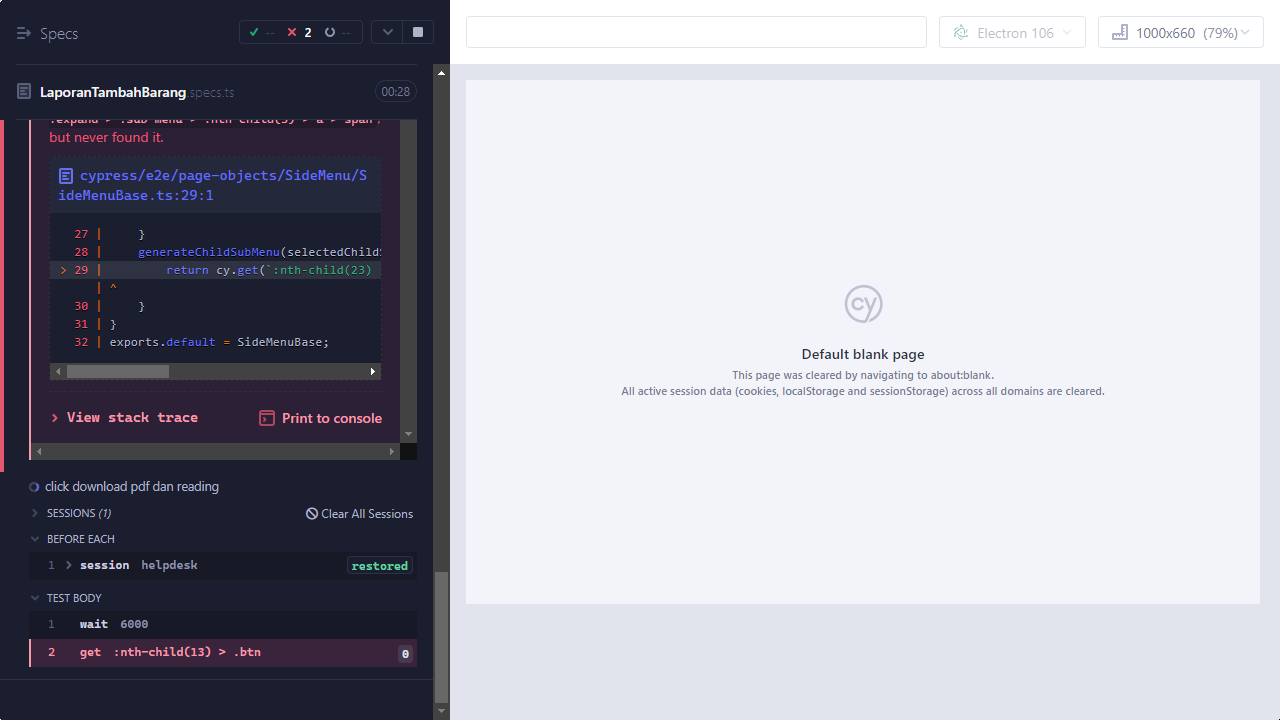 Specs
-- 2 --
Electron 106
1000x660 (79%)
LaporanTambahBarang.specs.ts
00:28
.expand > .sub-menu > :nth-child(3) > a > span,
but never found it.
cypress/e2e/page-objects/SideMenu/S
ideMenuBase.ts:29:1
27 | }
28 | generateChildSubMenu(selectedChild
> 29 | return cy.get(`:nth-child(23)
| ^
30 | }
31 | }
32 | exports.default = SideMenuBase;
View stack trace
Print to console
click download pdf dan reading
SESSIONS (1)
Clear All Sessions
BEFORE EACH
1 session helpdesk restored
TEST BODY
1 wait 6000
2 get :nth-child(13) > .btn 0
cy
Default blank page
This page was cleared by navigating to about:blank.
All active session data (cookies, localStorage and sessionStorage) across all domains are cleared.